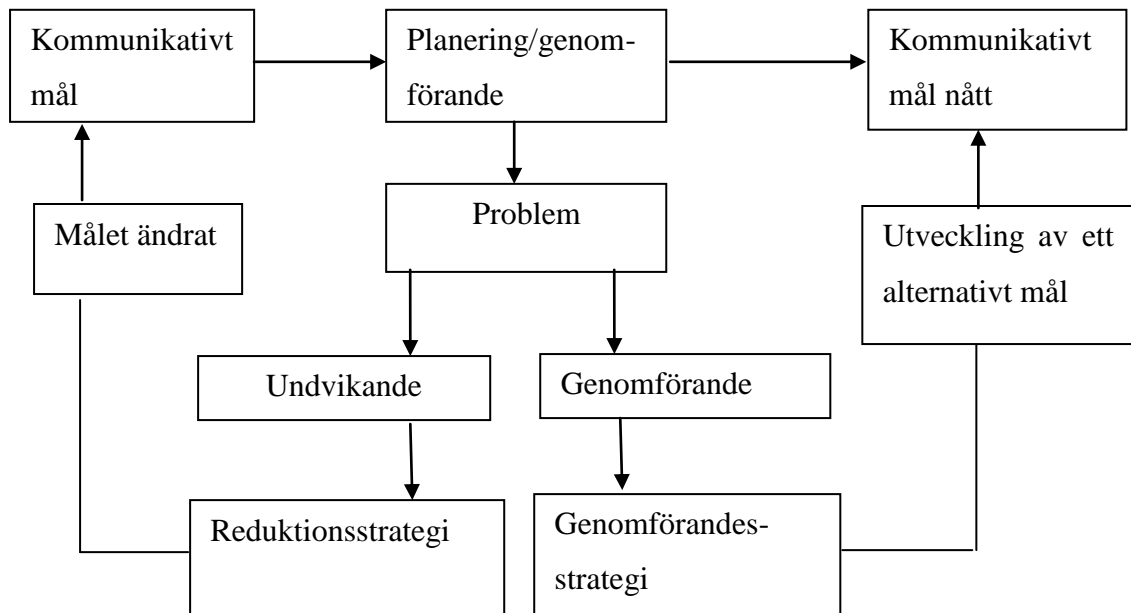 Kommunikativt
mål
Planering/genom-
förande
Kommunikativt
mål nått
Målet ändrat
Problem
Utveckling av ett
alternativt mål
Undvikande
Genomförande
Reduktionsstrategi
Genomförandes-
strategi